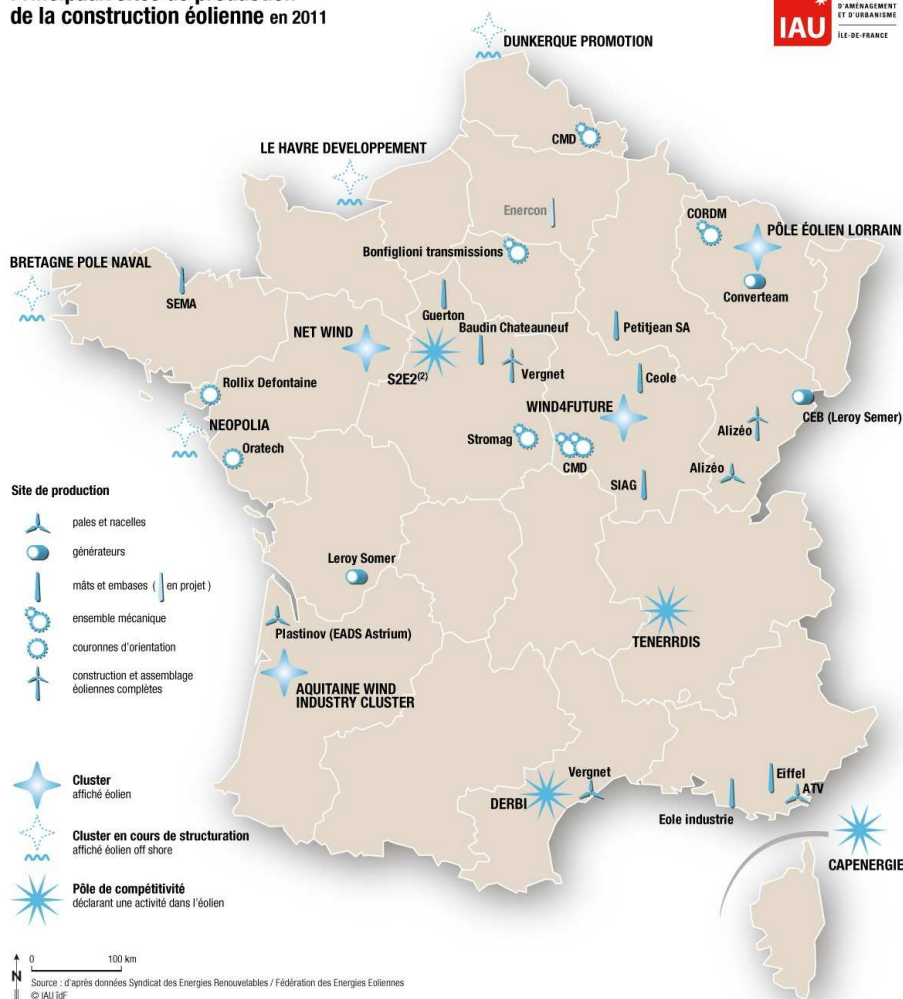 de la construction éolienne en 2011
IAU
D'AMÉNAGEMENT
ET D'URBANISME
ÎLE-DE-FRANCE
DUNKERQUE PROMOTION
CMD
LE HAVRE DEVELOPPEMENT
Enercon
CORDM
PÔLE ÉOLIEN LORRAIN
Bonfiglioni transmissions
BRETAGNE POLE NAVAL
Converteam
SEMA
Guerton
Baudin Chateauneuf
Petitjean SA
NET WIND
S2E2(2)
Vergnet
Ceole
Rollix Defontaine
WIND4FUTURE
CEB (Leroy Semer)
NEOPOLIA
Alizéo
Stromag
Oratech
CMD
Alizéo
SIAG
Site de production
pales et nacelles
générateurs
mâts et embases ( en projet )
ensemble mécanique
couronnes d'orientation
construction et assemblage
éoliennes complètes
Leroy Somer
Plastinov (EADS Astrium)
TENERRDIS
AQUITAINE WIND
INDUSTRY CLUSTER
Cluster
affiché éolien
Cluster en cours de structuration
affiché éolien off shore
Pôle de compétitivité
déclarant une activité dans l'éolien
Vergnet
DERBI
Eiffel
ATV
Eole industrie
CAPENERGIE
0 100 km
N
Source : d'après données Syndicat des Energies Renouvelables / Fédération des Energies Eoliennes
© IAU îdF